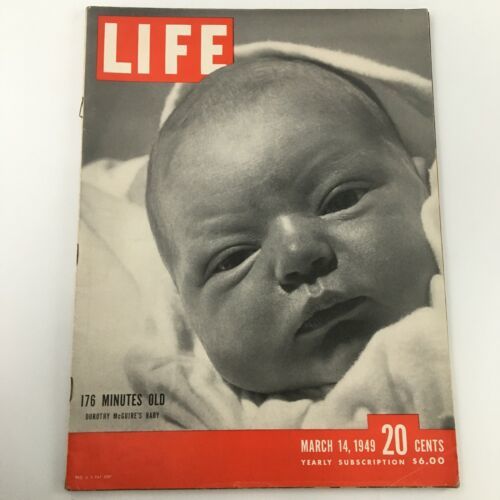 LIFE
176 MINUTES OLD
DOROTHY McGUIRE'S BABY
MARCH 14, 1949 20 CENTS
YEARLY SUBSCRIPTION $6.00